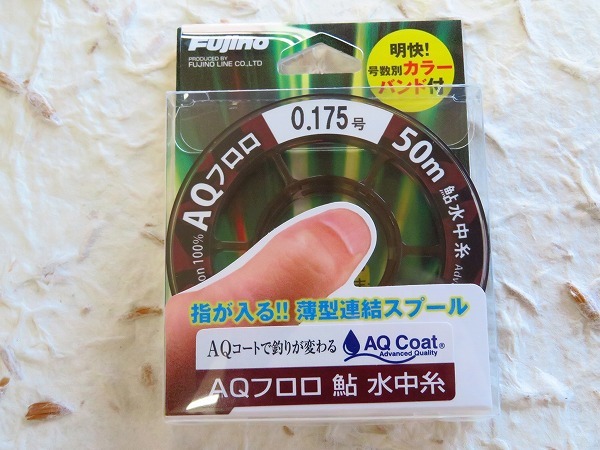 Fujino
PRODUCED BY
FUJINO LINE CO.,LTD
明快!
号数別カラー
バンド付
AQフロロ
0.175号
50m
鮎水中糸
on 100%
指が入る!! 薄型連結スプール
AQコートで釣りが変わる
AQ Coat®
Advanced Quality
AQフロロ 鮎 水中糸